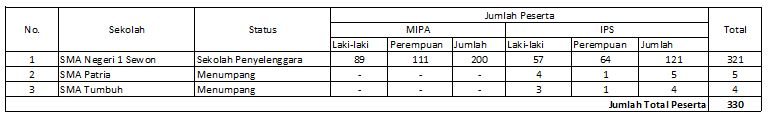 No. Sekolah Status Jumlah Peserta Total
MIPA IPS
Laki-laki Perempuan Jumlah Laki-laki Perempuan Jumlah
1 SMA Negeri 1 Sewon Sekolah Penyelenggara 89 111 200 57 64 121 321
2 SMA Patria Menumpang - - - 4 1 5 5
3 SMA Tumbuh Menumpang - - - 3 1 4 4
Jumlah Total Peserta 330